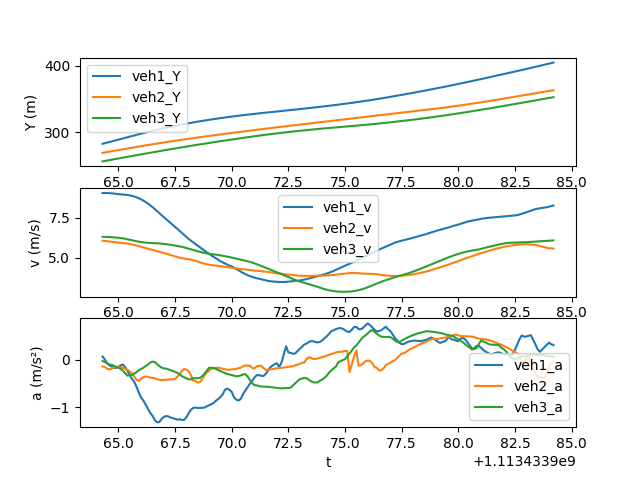 400
300
Y (m)
veh1_Y
veh2_Y
veh3_Y
65.0 67.5 70.0 72.5 75.0 77.5 80.0 82.5 85.0
7.5
5.0
v (m/s)
veh1_v
veh2_v
veh3_v
65.0 67.5 70.0 72.5 75.0 77.5 80.0 82.5 85.0
0
−1
a (m/s²)
veh1_a
veh2_a
veh3_a
65.0 67.5 70.0 72.5 75.0 77.5 80.0 82.5 85.0
t
+1.1134339e9